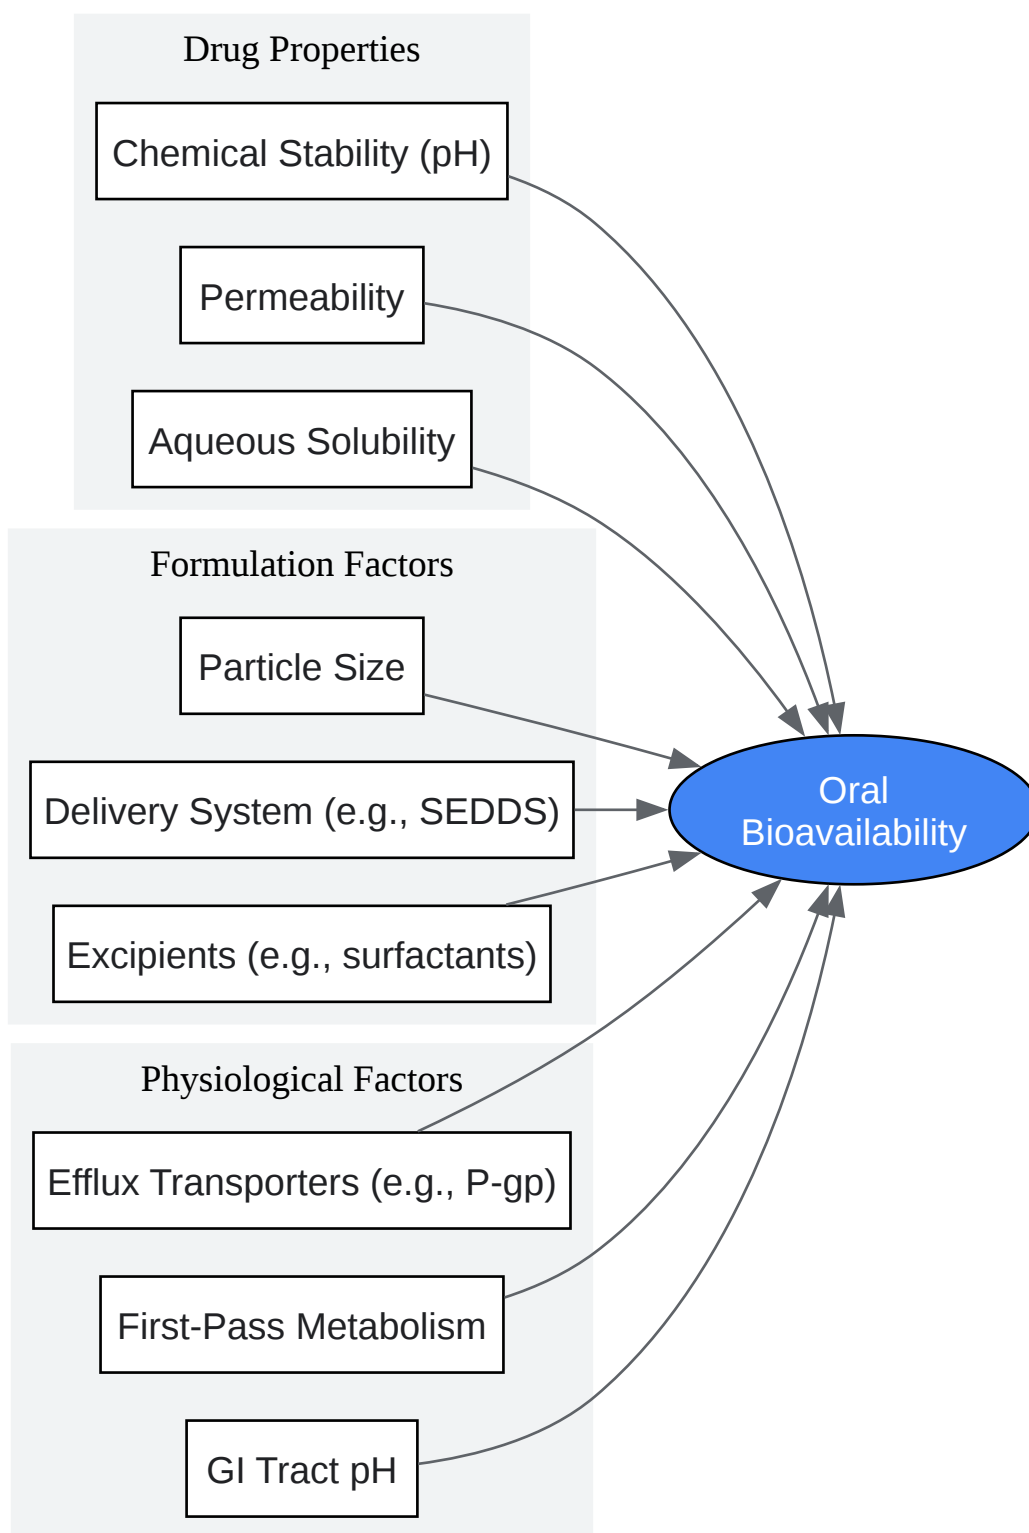 Drug Properties
Chemical Stability (pH)
Permeability
Aqueous Solubility
Formulation Factors
Particle Size
Delivery System (e.g., SEDDS)
Excipients (e.g., surfactants)
Oral
Bioavailability
Physiological Factors
Efflux Transporters (e.g., P-gp)
First-Pass Metabolism
GI Tract pH